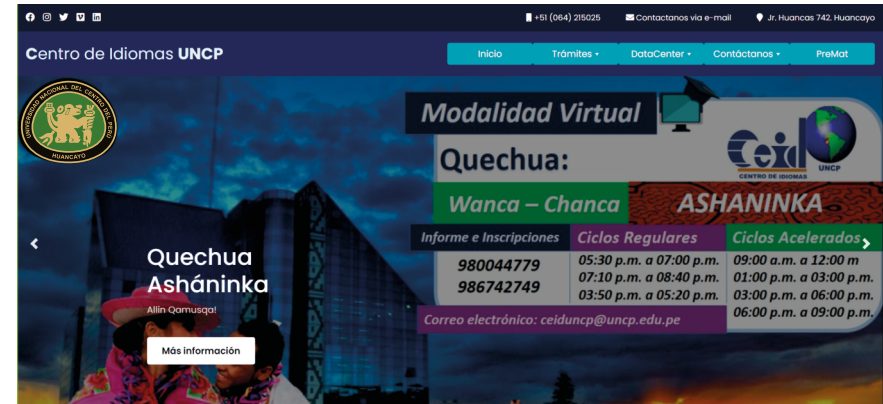 +51 (064) 215025
Contactanos via e-mail
Jr. Huancas 742. Huancayo
Centro de Idiomas UNCP
Inicio
Trámites
DataCenter
Contáctanos
PreMat
UNIVERSIDAD NACIONAL DEL CENTRO DEL PERÚ
HUANCAYO
Modalidad Virtual
Quechua:
Ceid
CENTRO DE IDIOMAS
UNCP
Wanca – Chanca
ASHANINKA
Informe e Inscripciones
980044779
986742749
Ciclos Regulares
05:30 p.m. a 07:00 p.m.
07:10 p.m. a 08:40 p.m.
03:50 p.m. a 05:20 p.m.
Ciclos Acelerados
09:00 a.m. a 12:00 m
01:00 p.m. a 03:00 p.m.
03:00 p.m. a 06:00 p.m.
06:00 p.m. a 09:00 p.m.
Correo electrónico: ceiduncp@uncp.edu.pe
Quechua
Asháninka
Allin Qamusqa!
Más información